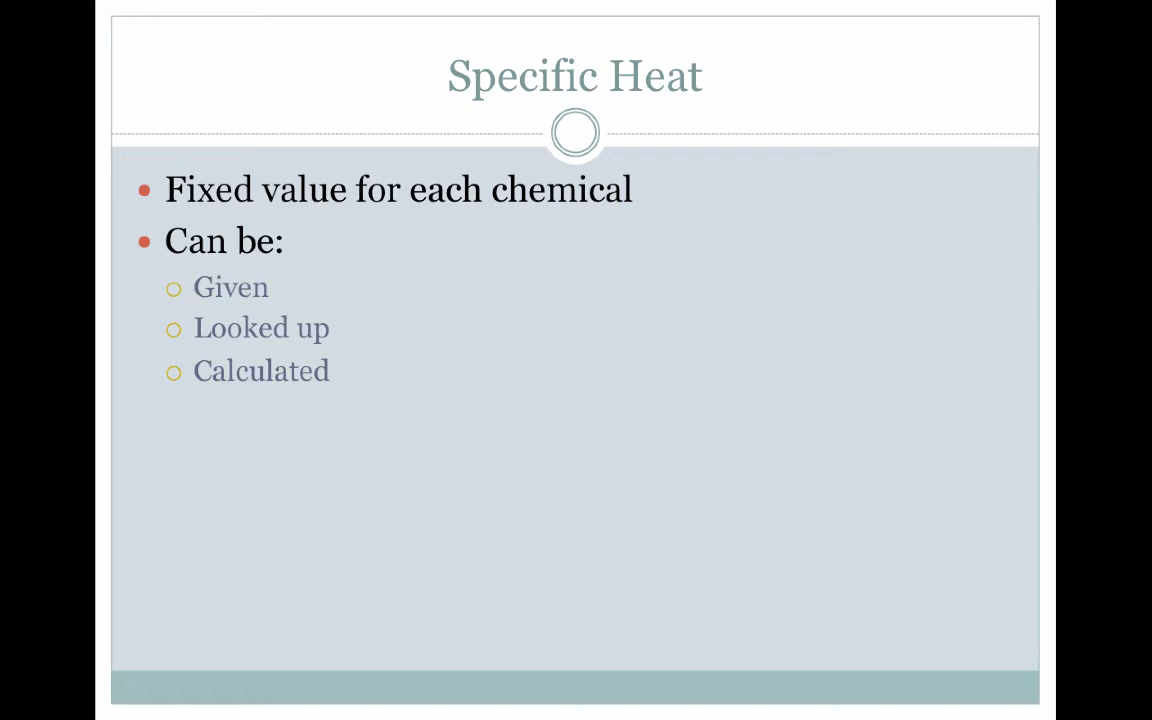 Specific Heat
Fixed value for each chemical
Can be:
Given
Looked up
Calculated